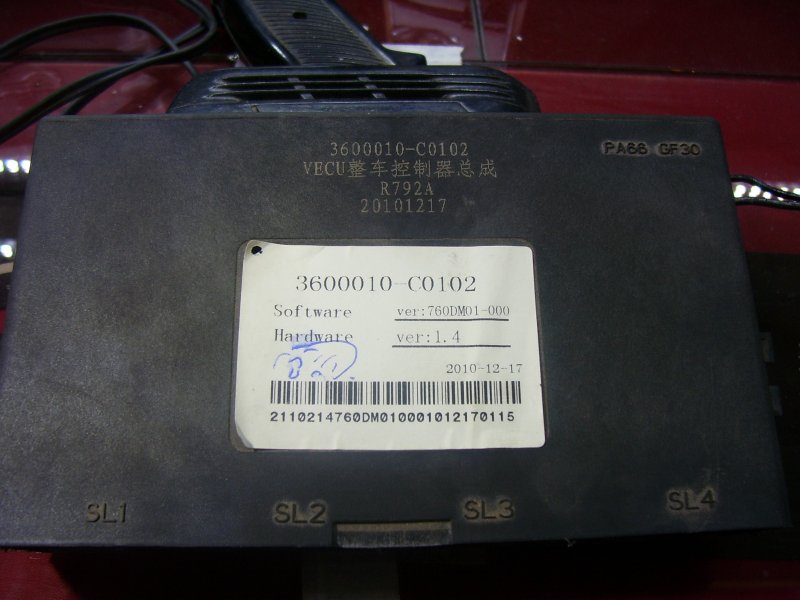 3600010-C0102
VECU整车控制器总成
R792A
20101217
PA66 GF30
3600010-C0102
Software ver:760DM01-000
Hardware ver:1.4
2010-12-17
2110214760DM010001012170115
SL1 SL2 SL3 SL4